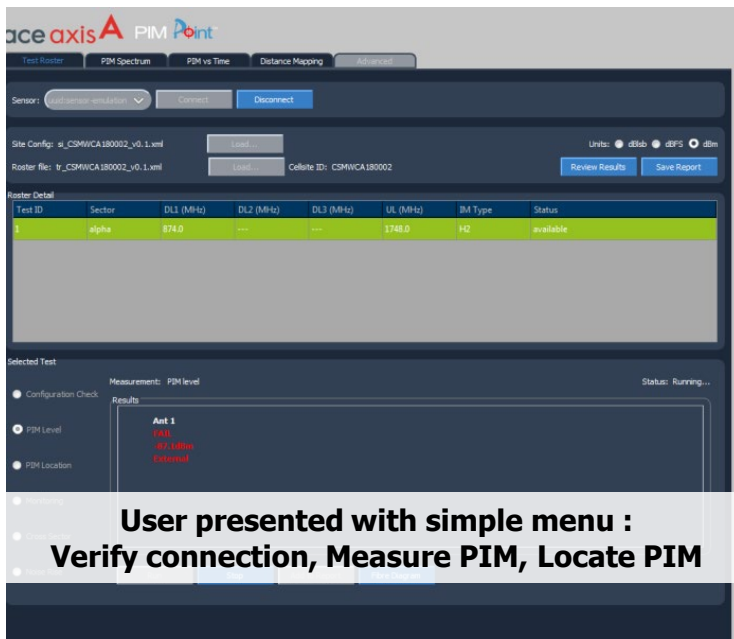 ace axis A PIM Point
Test Roster PIM Spectrum PIM vs Time Distance Mapping Advanced
Sensor: uuid:sensor-emulation Connect Disconnect
Site Config: si_CSMWCA180002_v0.1.xml Load... Units: dBsb dBFS dBm
Roster file: tr_CSMWCA180002_v0.1.xml Load... Cellsite ID: CSMWCA180002 Review Results Save Report
Roster Detail
Test ID Sector DL1 (MHz) DL2 (MHz) DL3 (MHz) UL (MHz) IM Type Status
1 alpha 874.0 --- --- 1748.0 H2 available
Selected Test
Measurement: PIM level Status: Running...
Configuration Check
Results
Ant 1
PIM Level
FAIL
-87.1dBm
External
PIM Location
Monitoring
User presented with simple menu :
Verify connection, Measure PIM, Locate PIM